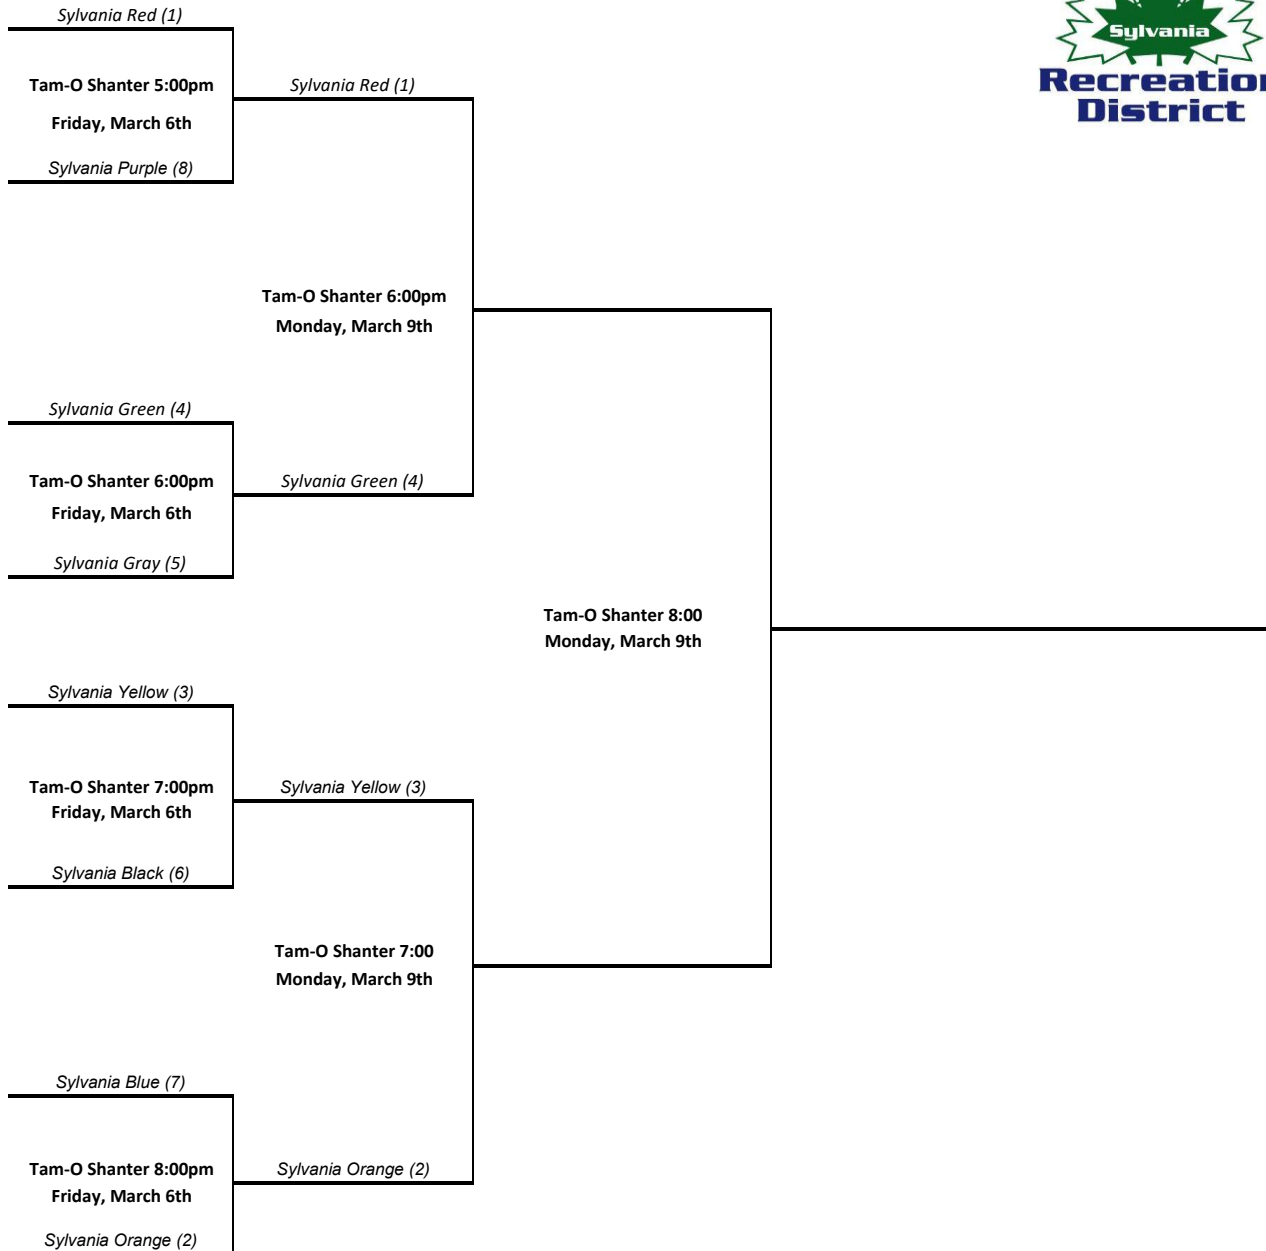 Sylvania Red (1)
Sylvania
Recreation
District
Tam-O Shanter 5:00pm
Friday, March 6th
Sylvania Red (1)
Sylvania Purple (8)
Tam-O Shanter 6:00pm
Monday, March 9th
Sylvania Green (4)
Tam-O Shanter 6:00pm
Friday, March 6th
Sylvania Green (4)
Sylvania Gray (5)
Tam-O Shanter 8:00
Monday, March 9th
Sylvania Yellow (3)
Tam-O Shanter 7:00pm
Friday, March 6th
Sylvania Yellow (3)
Sylvania Black (6)
Tam-O Shanter 7:00
Monday, March 9th
Sylvania Blue (7)
Tam-O Shanter 8:00pm
Friday, March 6th
Sylvania Orange (2)
Sylvania Orange (2)